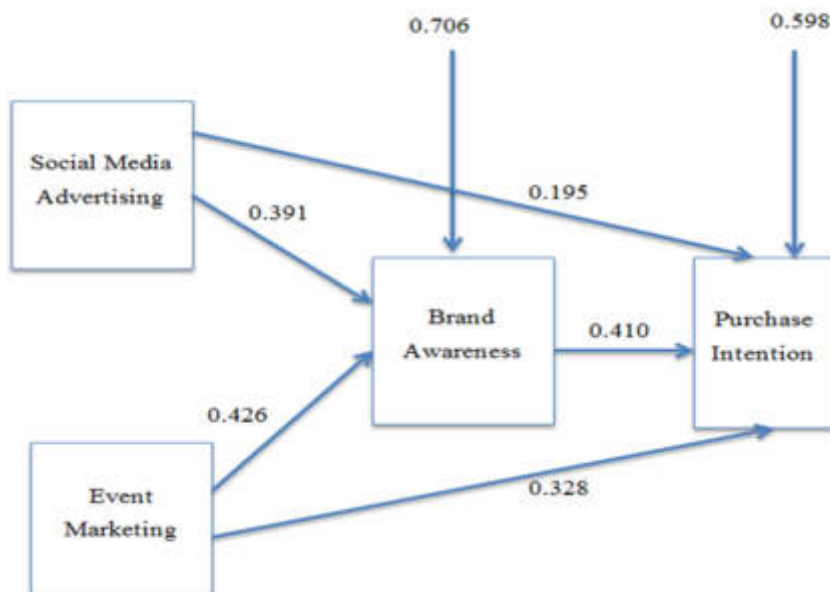 0.706
0.598
Social Media
Advertising
0.195
0.391
Brand
Awareness
0.410
Purchase
Intention
0.426
Event
Marketing
0.328